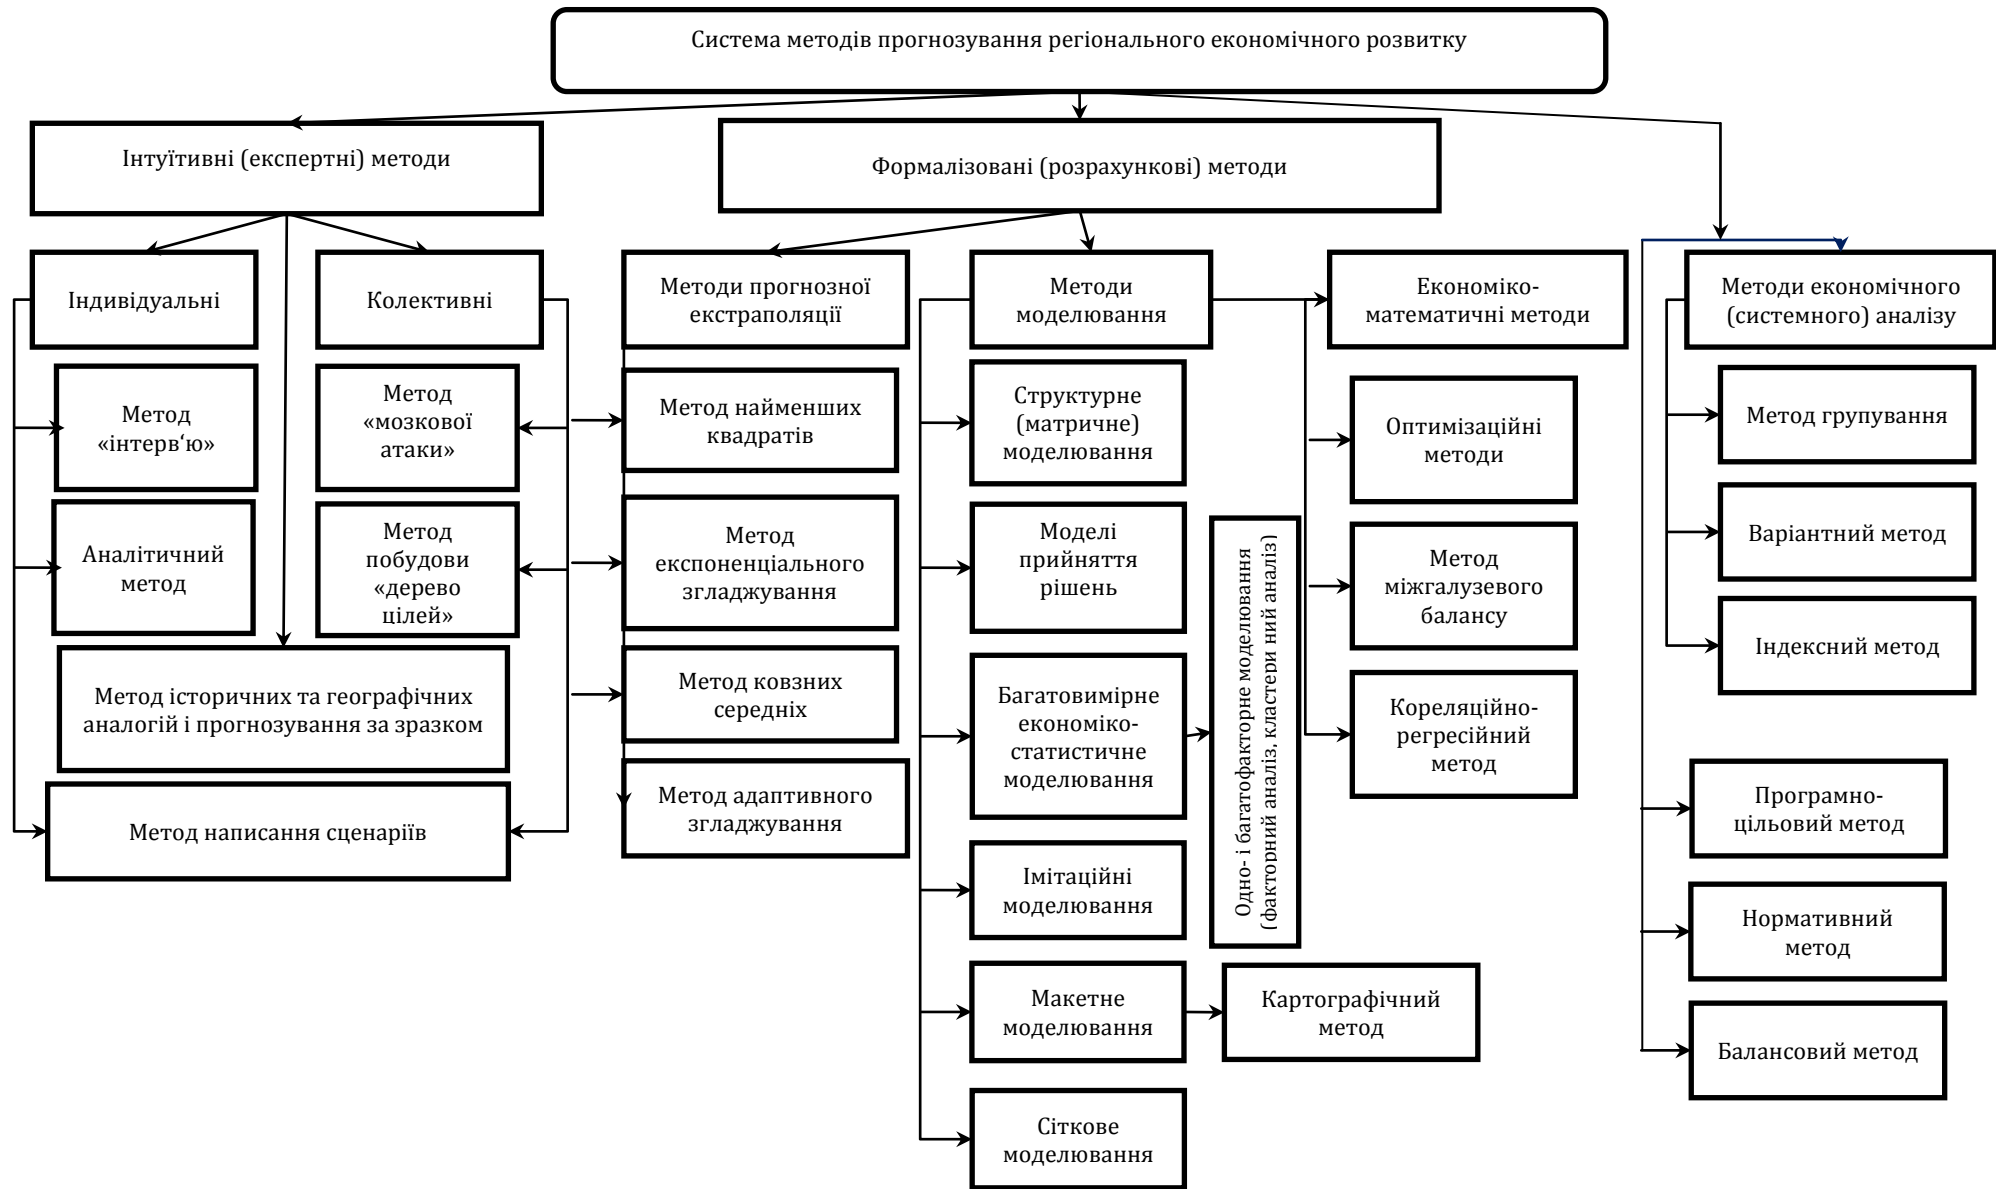 Система методів прогнозування регіонального економічного розвитку
Інтуїтивні (експертні) методи
Формалізовані (розрахункові) методи
Індивідуальні
Колективні
Методи прогнозної
екстраполяції
Методи
моделювання
Економіко-
математичні методи
Методи економічного
(системного) аналізу
Метод
«інтерв‘ю»
Аналітичний
метод
Метод
«мозкової
атаки»
Метод
побудови
«дерево
цілей»
Метод історичних та географічних
аналогій і прогнозування за зразком
Метод написання сценаріїв
Метод найменших
квадратів
Метод
експоненціального
згладжування
Метод ковзних
середніх
Метод адаптивного
згладжування
Структурне
(матричне)
моделювання
Моделі
прийняття
рішень
Багатовимірне
економіко-
статистичне
моделювання
Імітаційні
моделювання
Макетне
моделювання
Сіткове
моделювання
Одно- і багатофакторне моделювання
(факторний аналіз, кластери ний аналіз)
Картографічний
метод
Оптимізаційні
методи
Метод
міжгалузевого
балансу
Кореляційно-
регресійний
метод
Метод групування
Варіантний метод
Індексний метод
Програмно-
цільовий метод
Нормативний
метод
Балансовий метод